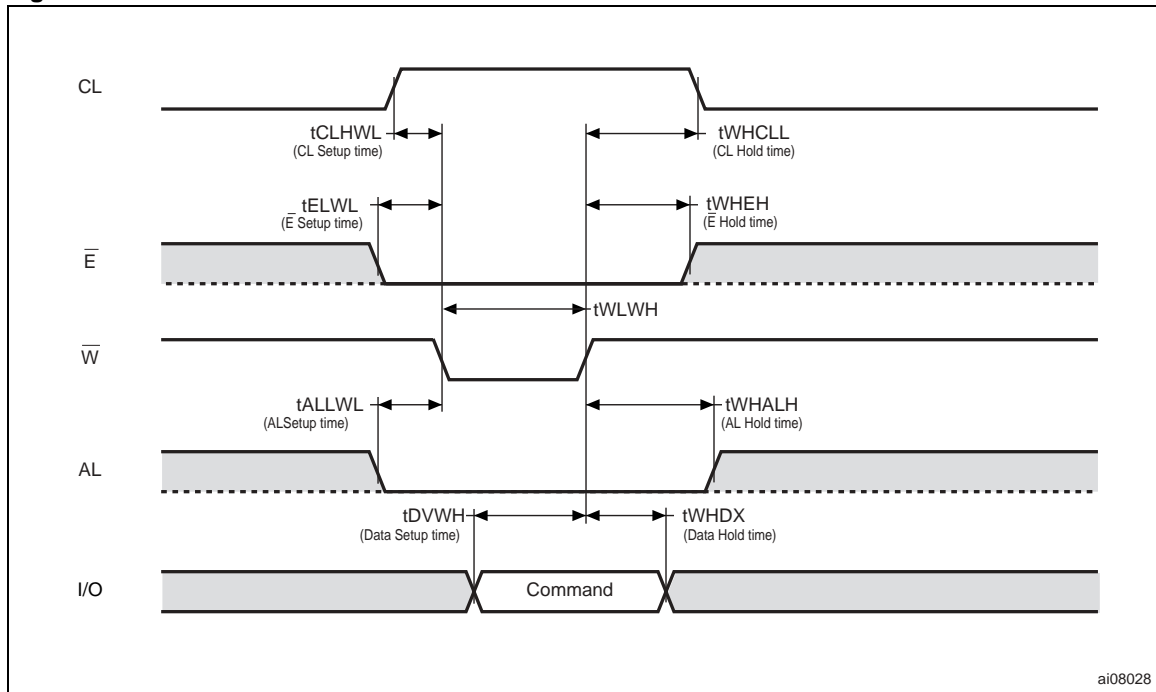 CL
tCLHWL
(CL Setup time)
tWHCLL
(CL Hold time)
tELWL
(E̅ Setup time)
tWHEH
(E̅ Hold time)
E̅
tWLWH
W̅
tALLWL
(ALSetup time)
tWHALH
(AL Hold time)
AL
tDVWH
(Data Setup time)
tWHDX
(Data Hold time)
I/O
Command
ai08028